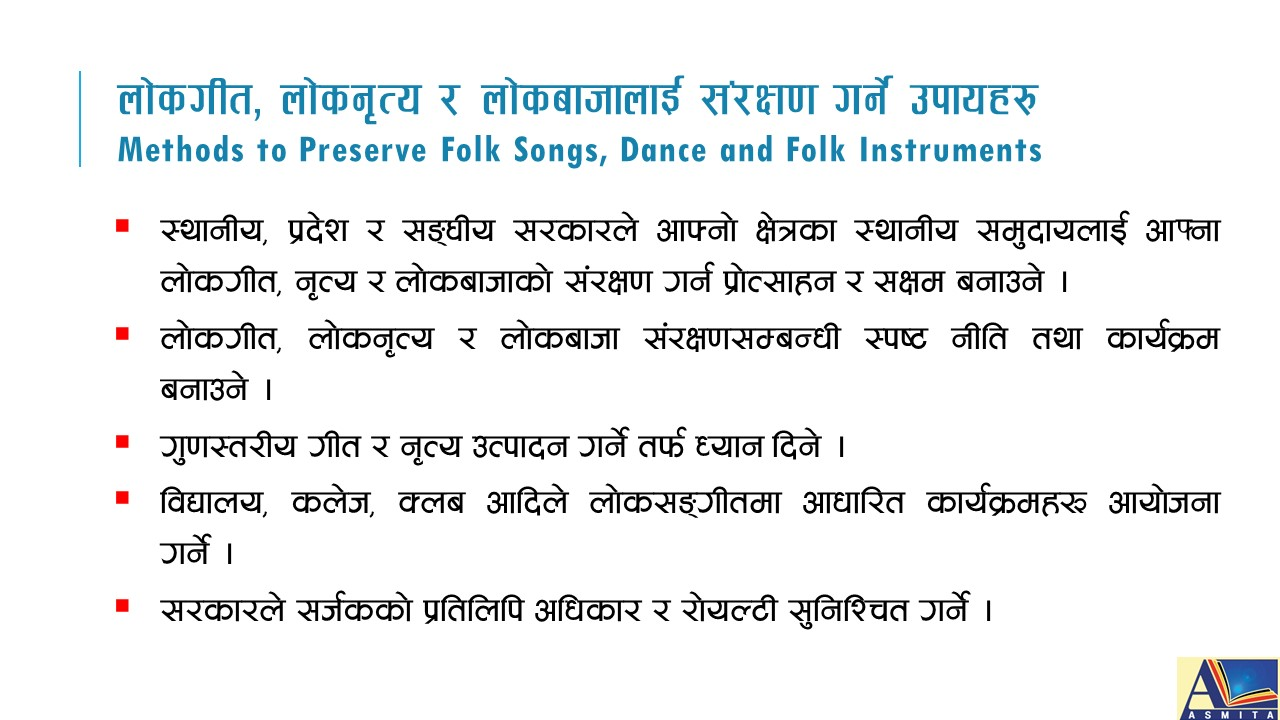 लोकगीत, लोकनृत्य र लोकबाजालाई संरक्षण गर्ने उपायहरु
Methods to Preserve Folk Songs, Dance and Folk Instruments
स्थानीय, प्रदेश र सङ्घीय सरकारले आफ्नो क्षेत्रका स्थानीय समुदायलाई आफ्ना
लोकगीत, नृत्य र लोकबाजाको संरक्षण गर्न प्रोत्साहन र सक्षम बनाउने ।
लोकगीत, लोकनृत्य र लोकबाजा संरक्षणसम्बन्धी स्पष्ट नीति तथा कार्यक्रम
बनाउने ।
गुणस्तरीय गीत र नृत्य उत्पादन गर्ने तर्फ ध्यान दिने ।
विद्यालय, कलेज, क्लब आदिले लोकसङ्गीतमा आधारित कार्यक्रमहरू आयोजना
गर्ने ।
सरकारले सर्जकको प्रतिलिपि अधिकार र रोयल्टी सुनिश्चित गर्ने ।
ASMITA